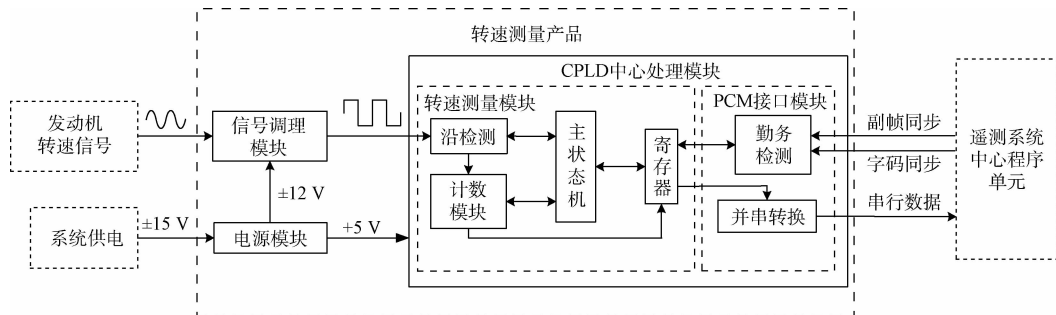 转速测量产品
CPLD中心处理模块
转速测量模块
PCM接口模块
发动机
转速信号
信号调理
模块
沿检测
主
状
态
机
寄
存
器
勤务
检测
副帧同步
字码同步
串行数据
遥测系统
中心程序
单元
计数
模块
并串转换
±12 V
系统供电
±15 V
电源模块
+5 V